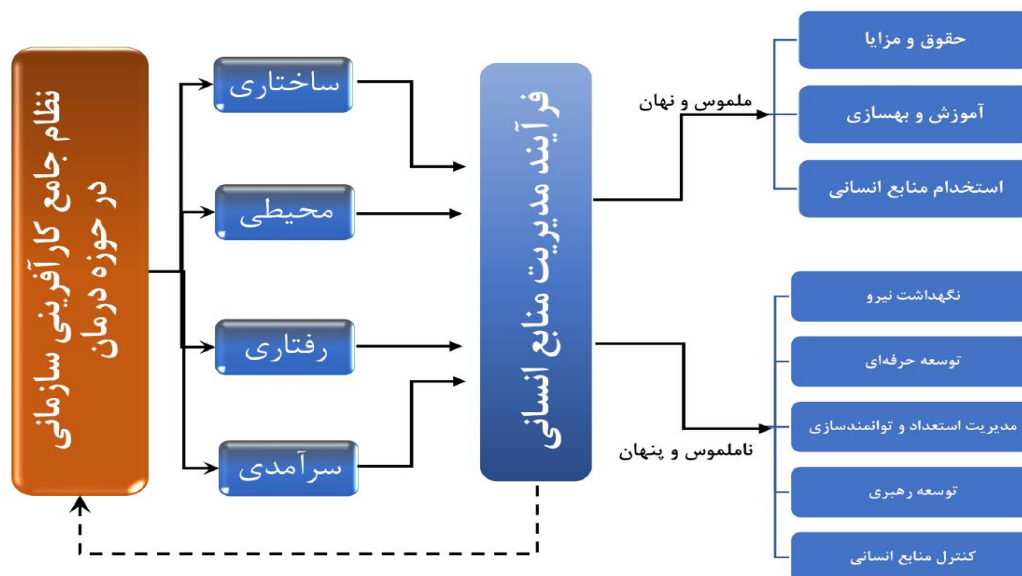 نظام جامع کارآفرینی سازمانی
در حوزه درمان
ساختاری
محیطی
رفتاری
سرآمدی
فرآیند مدیریت منابع انسانی
ملموس و نهان
ناملموس و پنهان
حقوق و مزایا
آموزش و بهسازی
استخدام منابع انسانی
نگهداشت نیرو
توسعه حرفه‌ای
مدیریت استعداد و توانمندسازی
توسعه رهبری
کنترل منابع انسانی